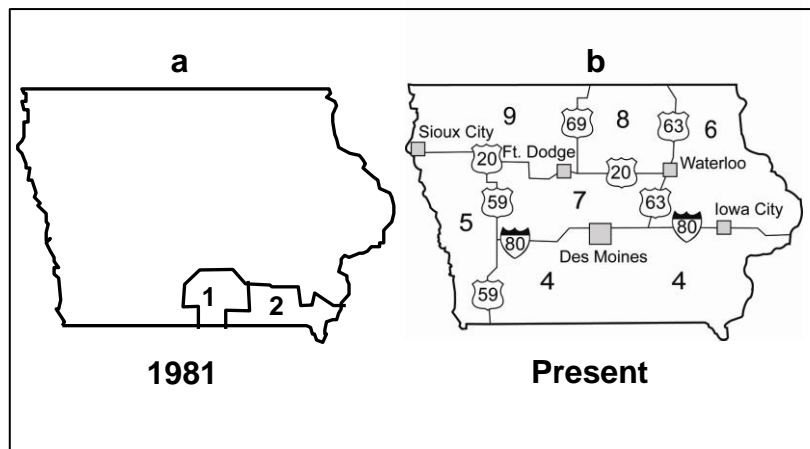 a
1
2
1981
b
9
69
8
63
6
Sioux City
20
Ft. Dodge
20
Waterloo
59
7
63
5
Iowa City
80
80
Des Moines
4
4
59
Present